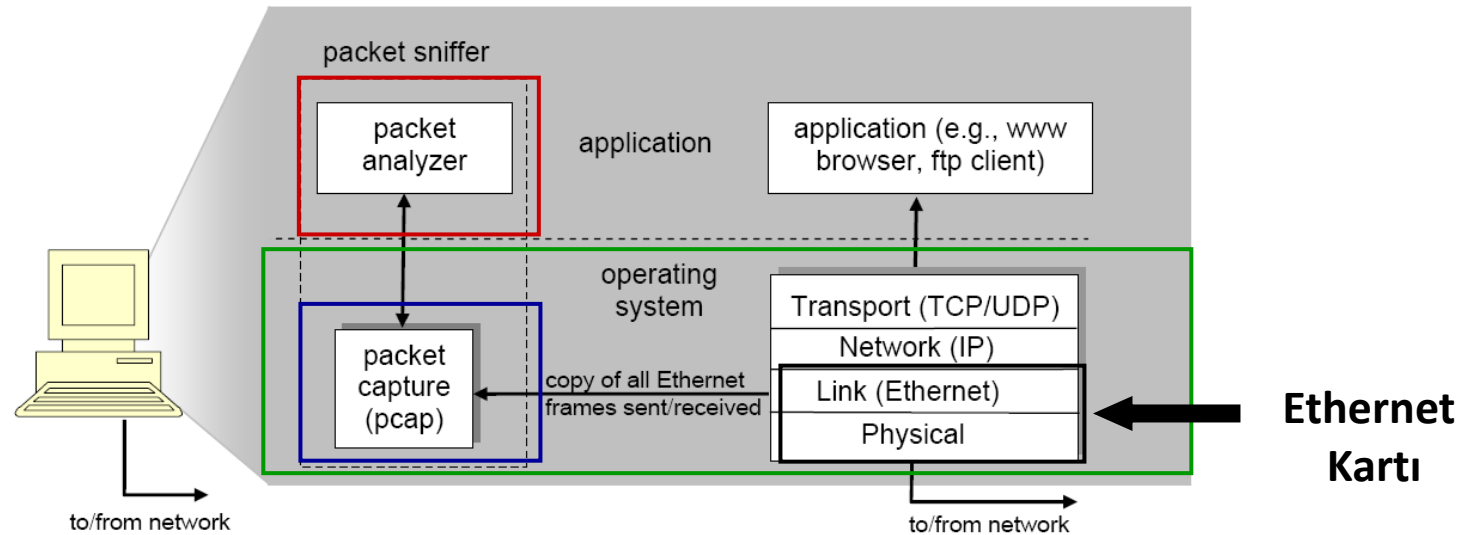 packet sniffer
packet
analyzer
application
application (e.g., www
browser, ftp client)
operating
system
packet
capture
(pcap)
copy of all Ethernet
frames sent/received
Transport (TCP/UDP)
Network (IP)
Link (Ethernet)
Physical
Ethernet
Kartı
to/from network
to/from network